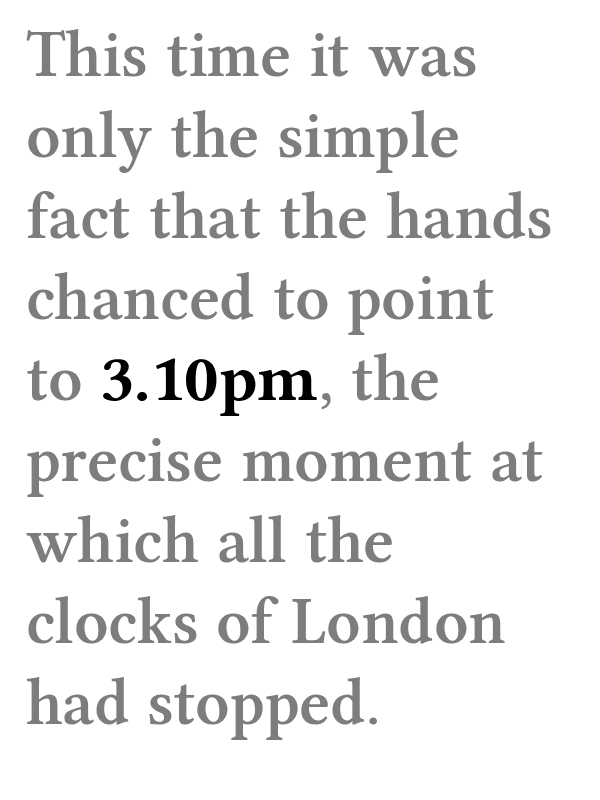 This time it was
only the simple
fact that the hands
chanced to point
to 3.10pm, the
precise moment at
which all the
clocks of London
had stopped.